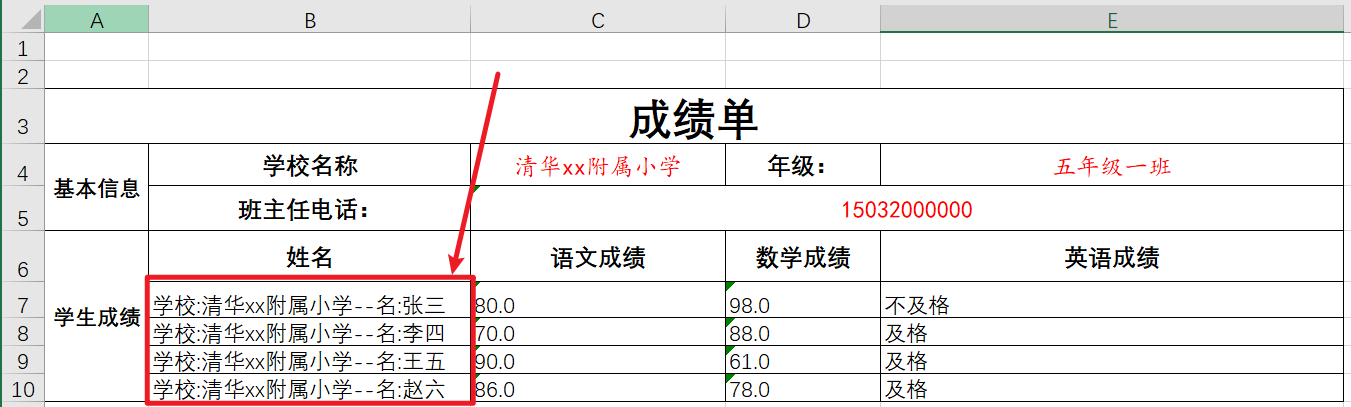 A B C D E
1
2
3 成绩单
4 基本信息 学校名称 清华xx附属小学 年级： 五年级一班
5 班主任电话： 15032000000
6 学生成绩 姓名 语文成绩 数学成绩 英语成绩
7 学校:清华xx附属小学--名:张三 80.0 98.0 不及格
8 学校:清华xx附属小学--名:李四 70.0 88.0 及格
9 学校:清华xx附属小学--名:王五 90.0 61.0 及格
10 学校:清华xx附属小学--名:赵六 86.0 78.0 及格